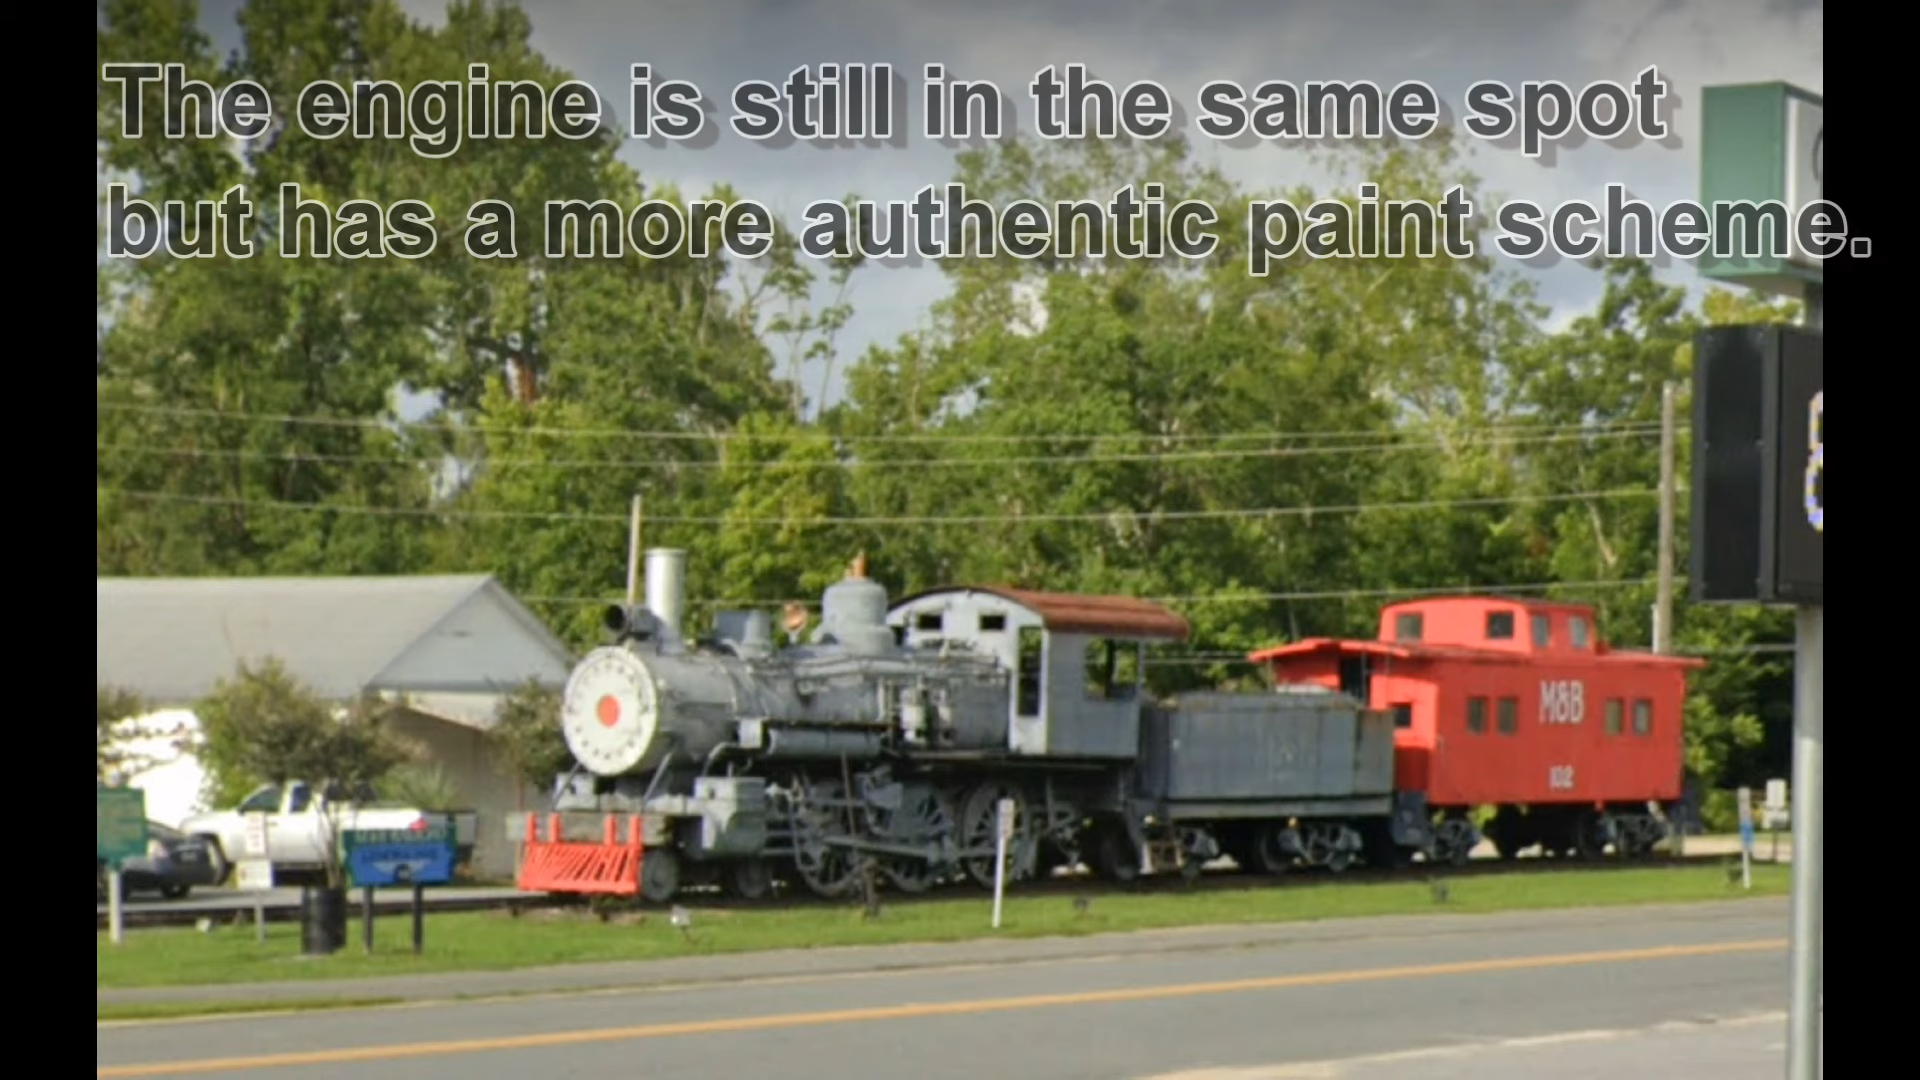 The engine is still in the same spot
but has a more authentic paint scheme.
M&B
102